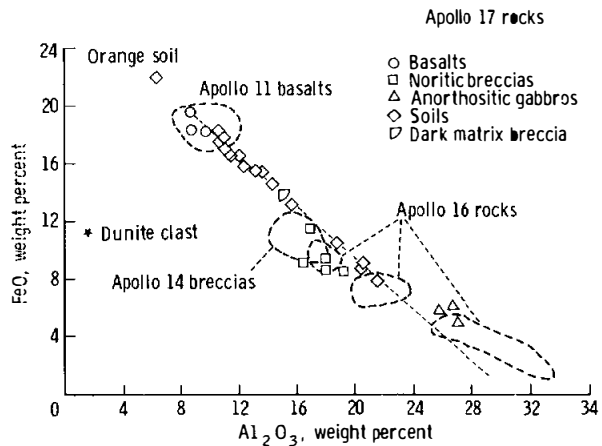 Apollo 17 rocks
Basalts
Noritic breccias
Anorthositic gabbros
Soils
Dark matrix breccia
Orange soil
Apollo 11 basalts
Dunite clast
Apollo 14 breccias
Apollo 16 rocks
FeO, weight percent
24
20
16
12
8
4
0
4
8
12
16
20
24
28
32
34
Al2O3, weight percent